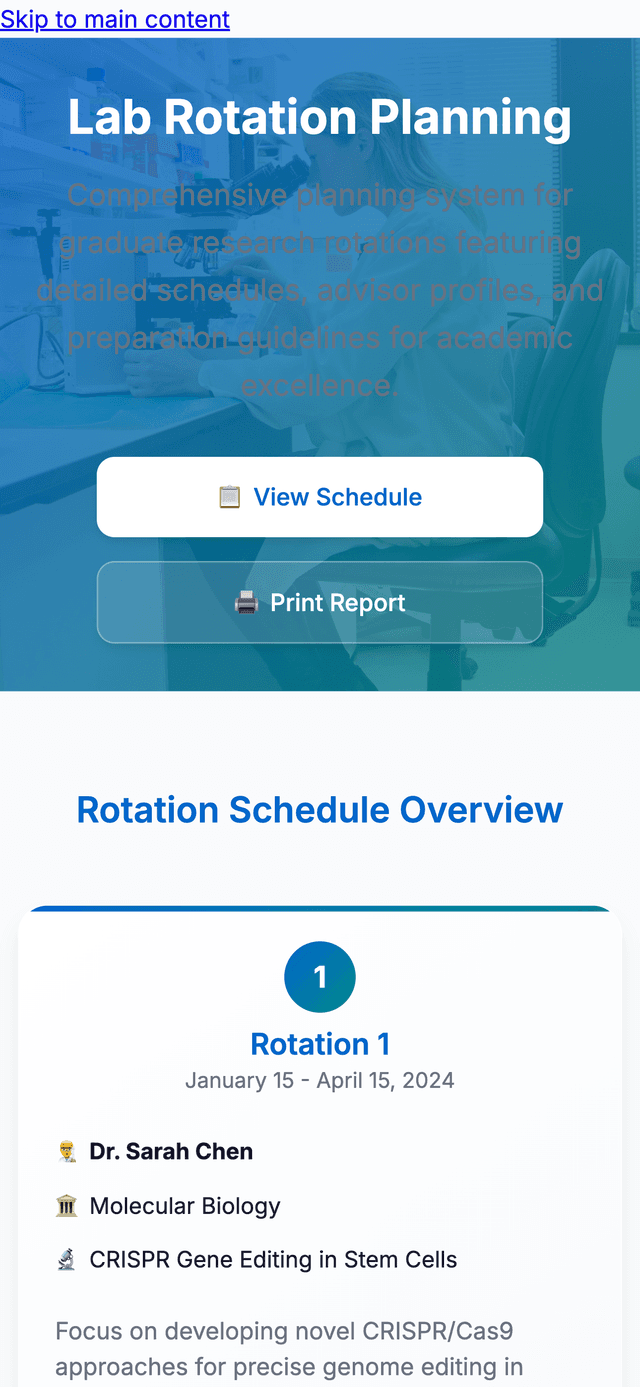 Skip to main content
Lab Rotation Planning
Comprehensive planning system for
graduate research rotations featuring
detailed schedules, advisor profiles, and
preparation guidelines for academic
excellence.
📋 View Schedule
🖨️ Print Report
Rotation Schedule Overview
1
Rotation 1
January 15 - April 15, 2024
👨‍🔬 Dr. Sarah Chen
🏛️ Molecular Biology
🔬 CRISPR Gene Editing in Stem Cells
Focus on developing novel CRISPR/Cas9
approaches for precise genome editing in